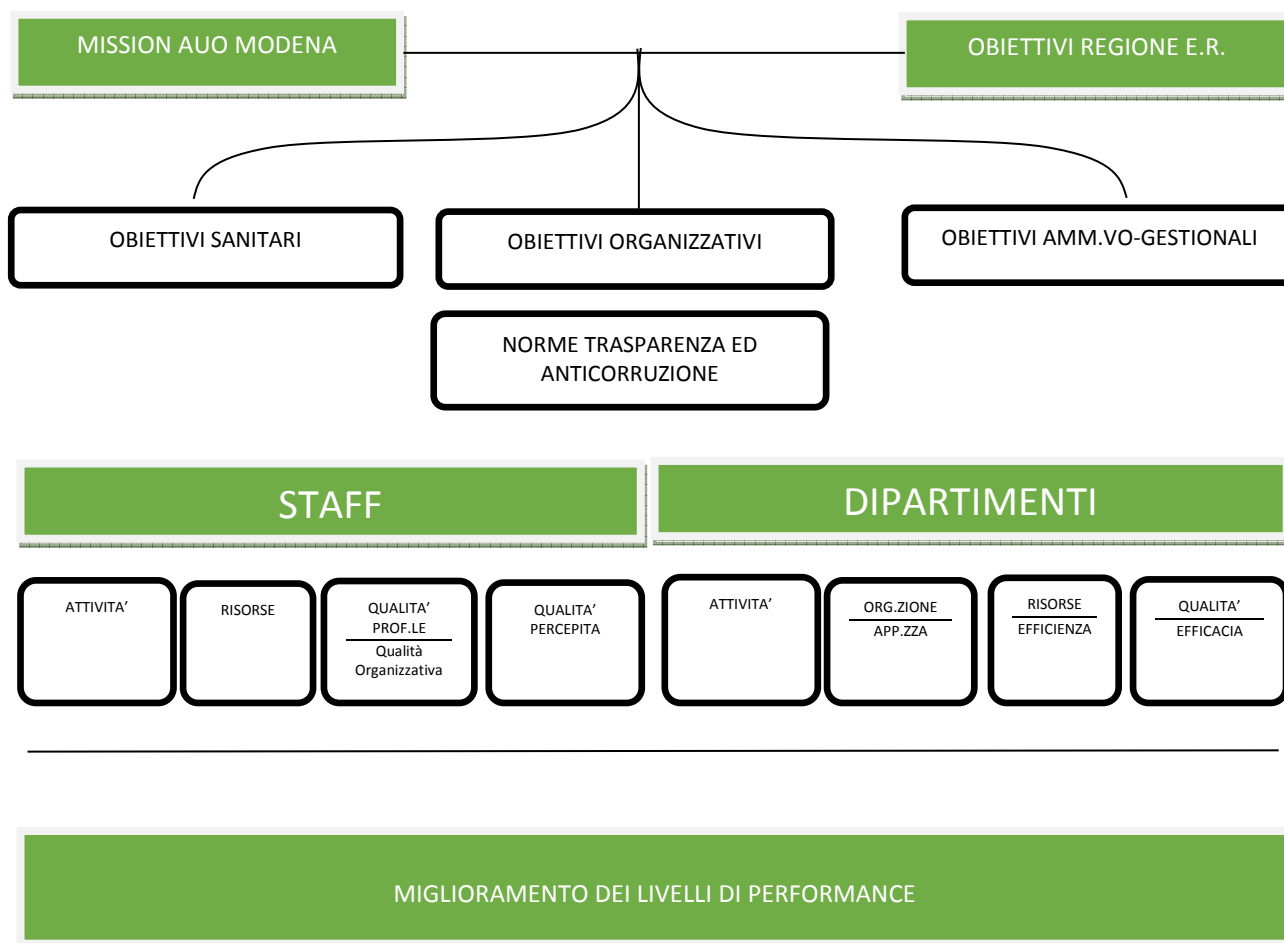 MISSION AUO MODENA
OBIETTIVI REGIONE E.R.
OBIETTIVI SANITARI
OBIETTIVI ORGANIZZATIVI
OBIETTIVI AMM.VO-GESTIONALI
NORME TRASPARENZA ED
ANTICORRUZIONE
STAFF
DIPARTIMENTI
ATTIVITA’
RISORSE
QUALITA’
PROF.LE
Qualità
Organizzativa
QUALITA’
PERCEPITA
ATTIVITA’
ORG.ZIONE
APP.ZZA
RISORSE
EFFICIENZA
QUALITA’
EFFICACIA
MIGLIORAMENTO DEI LIVELLI DI PERFORMANCE